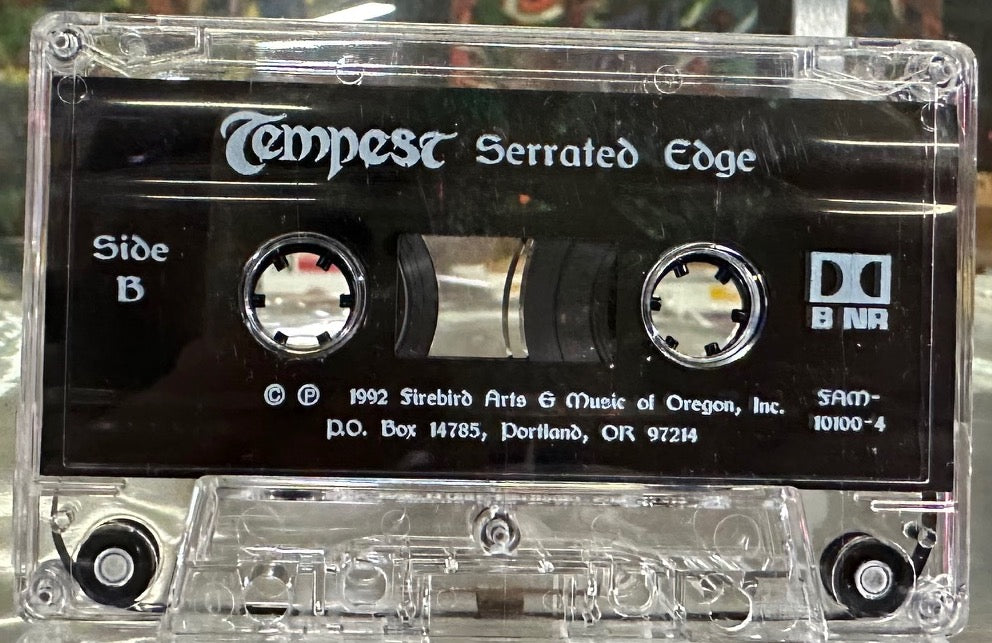 Tempest Serrated Edge
Side
B
B NR
© ℗ 1992 Firebird Arts & Music of Oregon, Inc.
P.O. Box 14785, Portland, OR 97214
FAM-
10100-4